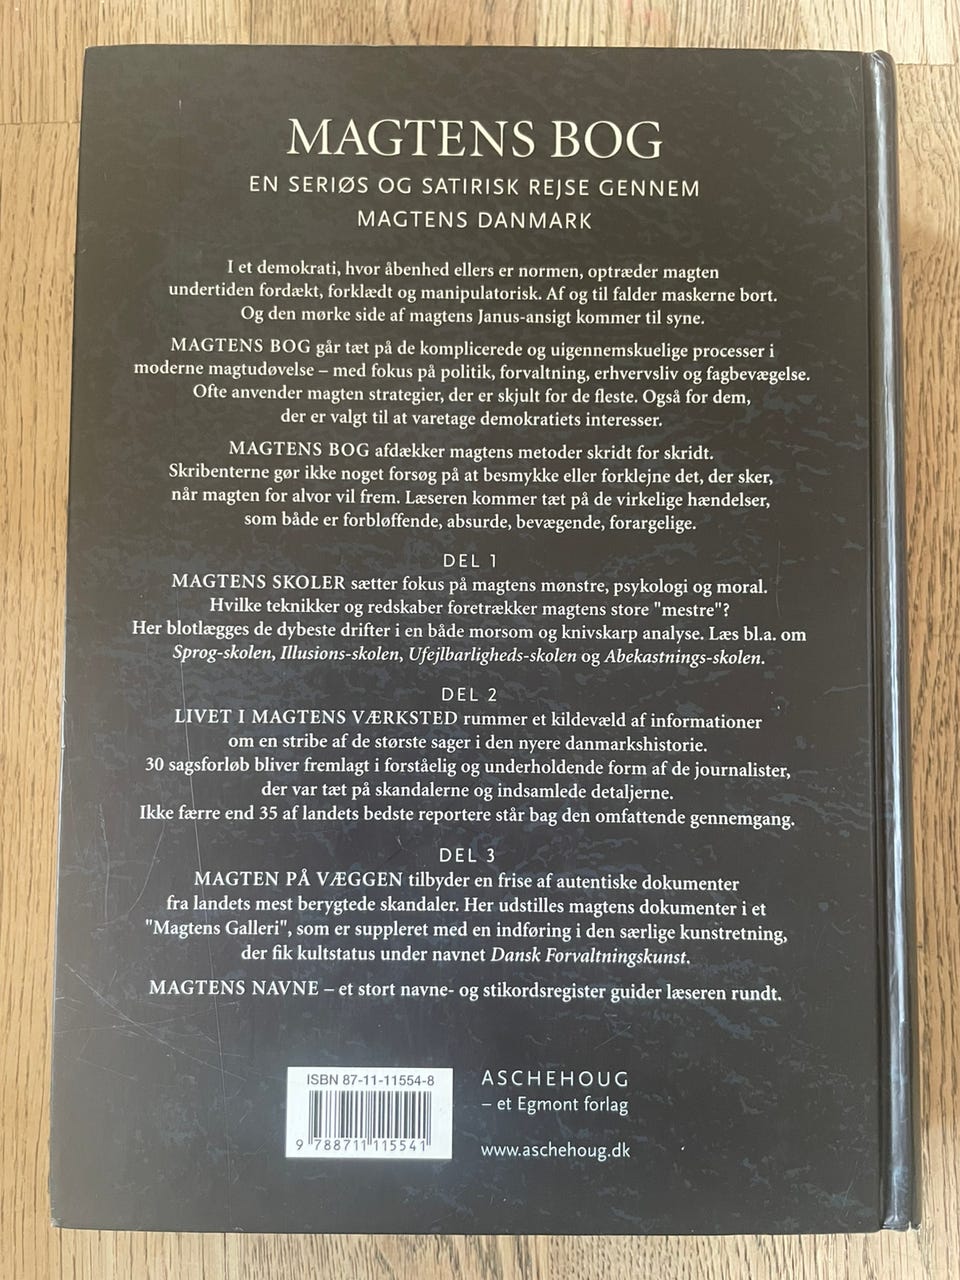 MAGTENS BOG
EN SERIØS OG SATIRISK REJSE GENNEM
MAGTENS DANMARK
I et demokrati, hvor åbenhed ellers er normen, optræder magten
undertiden fordækt, forklædt og manipulatorisk. Af og til falder maskerne bort.
Og den mørke side af magtens Janus-ansigt kommer til syne.
MAGTENS BOG går tæt på de komplicerede og uigennemskuelige processer i
moderne magtudøvelse – med fokus på politik, forvaltning, erhvervsliv og fagbevægelse.
Ofte anvender magten strategier, der er skjult for de fleste. Også for dem,
der er valgt til at varetage demokratiets interesser.
MAGTENS BOG afdækker magtens metoder skridt for skridt.
Skribenterne gør ikke noget forsøg på at besmykke eller forklejne det, der sker,
når magten for alvor vil frem. Læseren kommer tæt på de virkelige hændelser,
som både er forbløffende, absurde, bevægende, forargelige.
DEL 1
MAGTENS SKOLER sætter fokus på magtens mønstre, psykologi og moral.
Hvilke teknikker og redskaber foretrækker magtens store "mestre"?
Her blotlægges de dybeste drifter i en både morsom og knivskarp analyse. Læs bl.a. om
Sprog-skolen, Illusions-skolen, Ufejlbarligheds-skolen og Abekastnings-skolen.
DEL 2
LIVET I MAGTENS VÆRKSTED rummer et kildevæld af informationer
om en stribe af de største sager i den nyere danmarkshistorie.
30 sagsforløb bliver fremlagt i forståelig og underholdende form af de journalister,
der var tæt på skandalerne og indsamlede detaljerne.
Ikke færre end 35 af landets bedste reportere står bag den omfattende gennemgang.
DEL 3
MAGTEN PÅ VÆGGEN tilbyder en frise af autentiske dokumenter
fra landets mest berygtede skandaler. Her udstilles magtens dokumenter i et
"Magtens Galleri", som er suppleret med en indføring i den særlige kunstretning,
der fik kultstatus under navnet Dansk Forvaltningskunst.
MAGTENS NAVNE – et stort navne- og stikordsregister guider læseren rundt.
ISBN 87-11-11554-8
9 788711 115541
ASCHEHOUG
– et Egmont forlag
www.aschehoug.dk